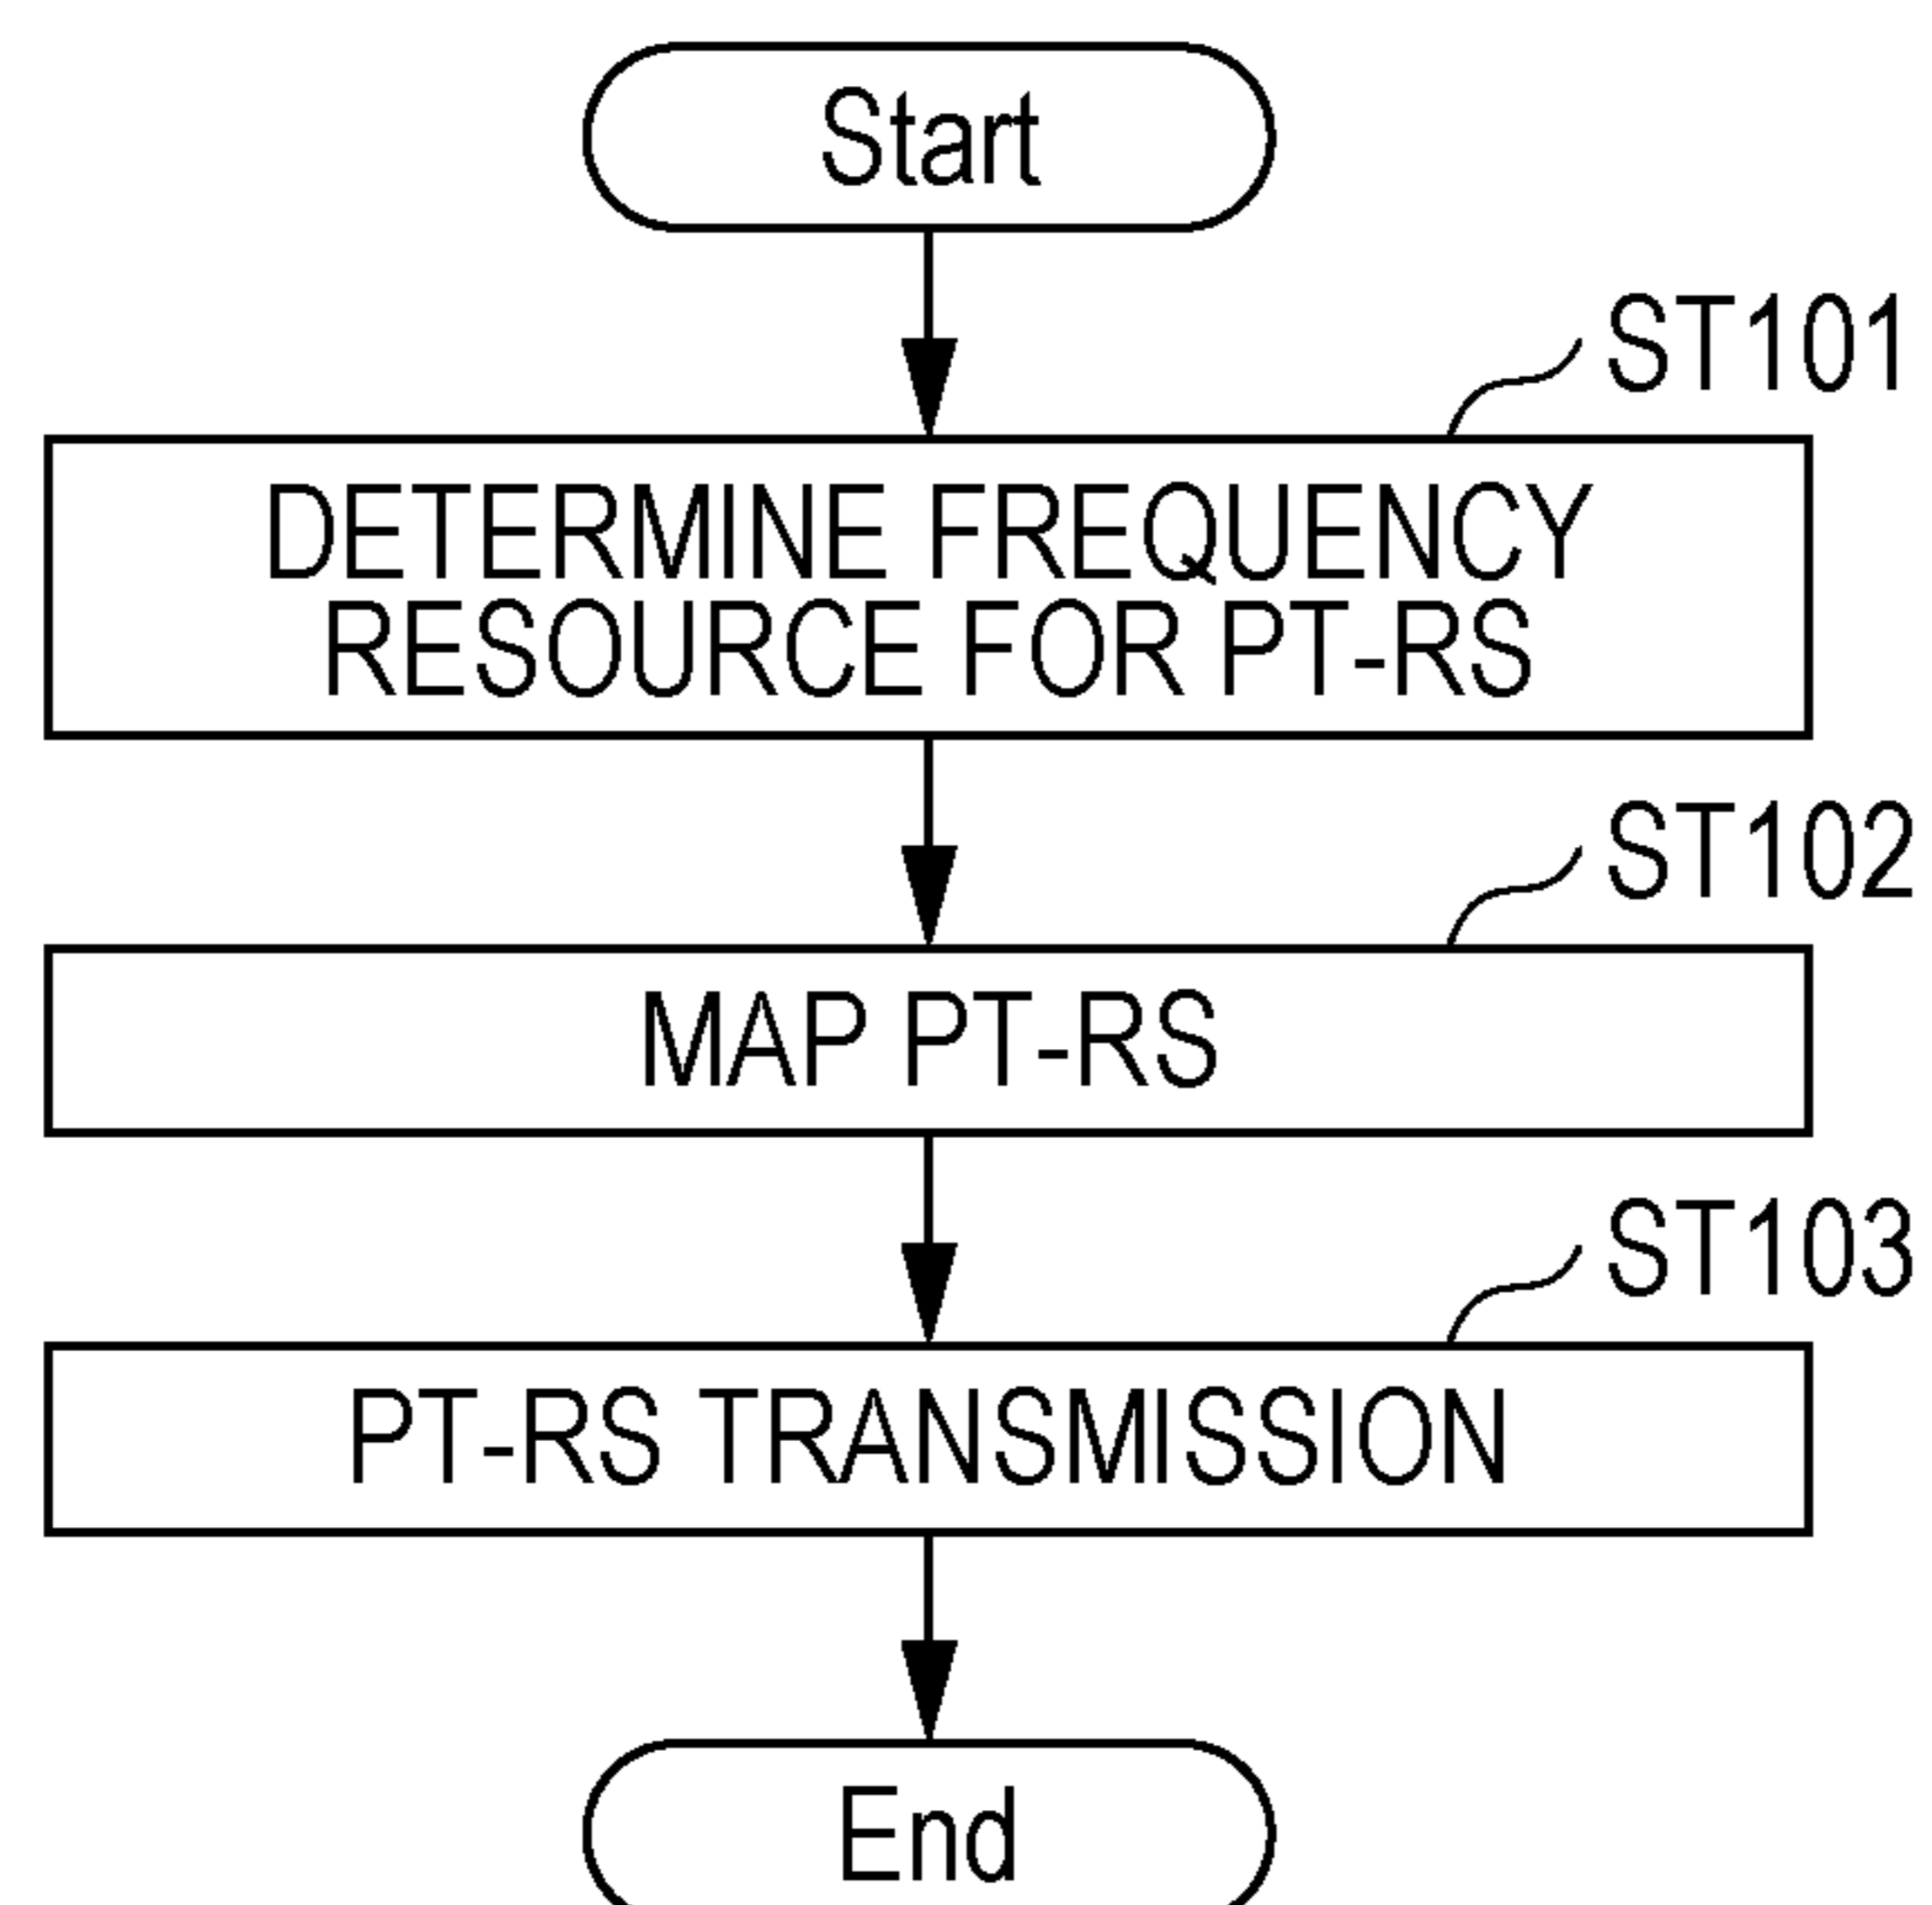 Start
ST101
DETERMINE FREQUENCY
RESOURCE FOR PT-RS
ST102
MAP PT-RS
ST103
PT-RS TRANSMISSION
End